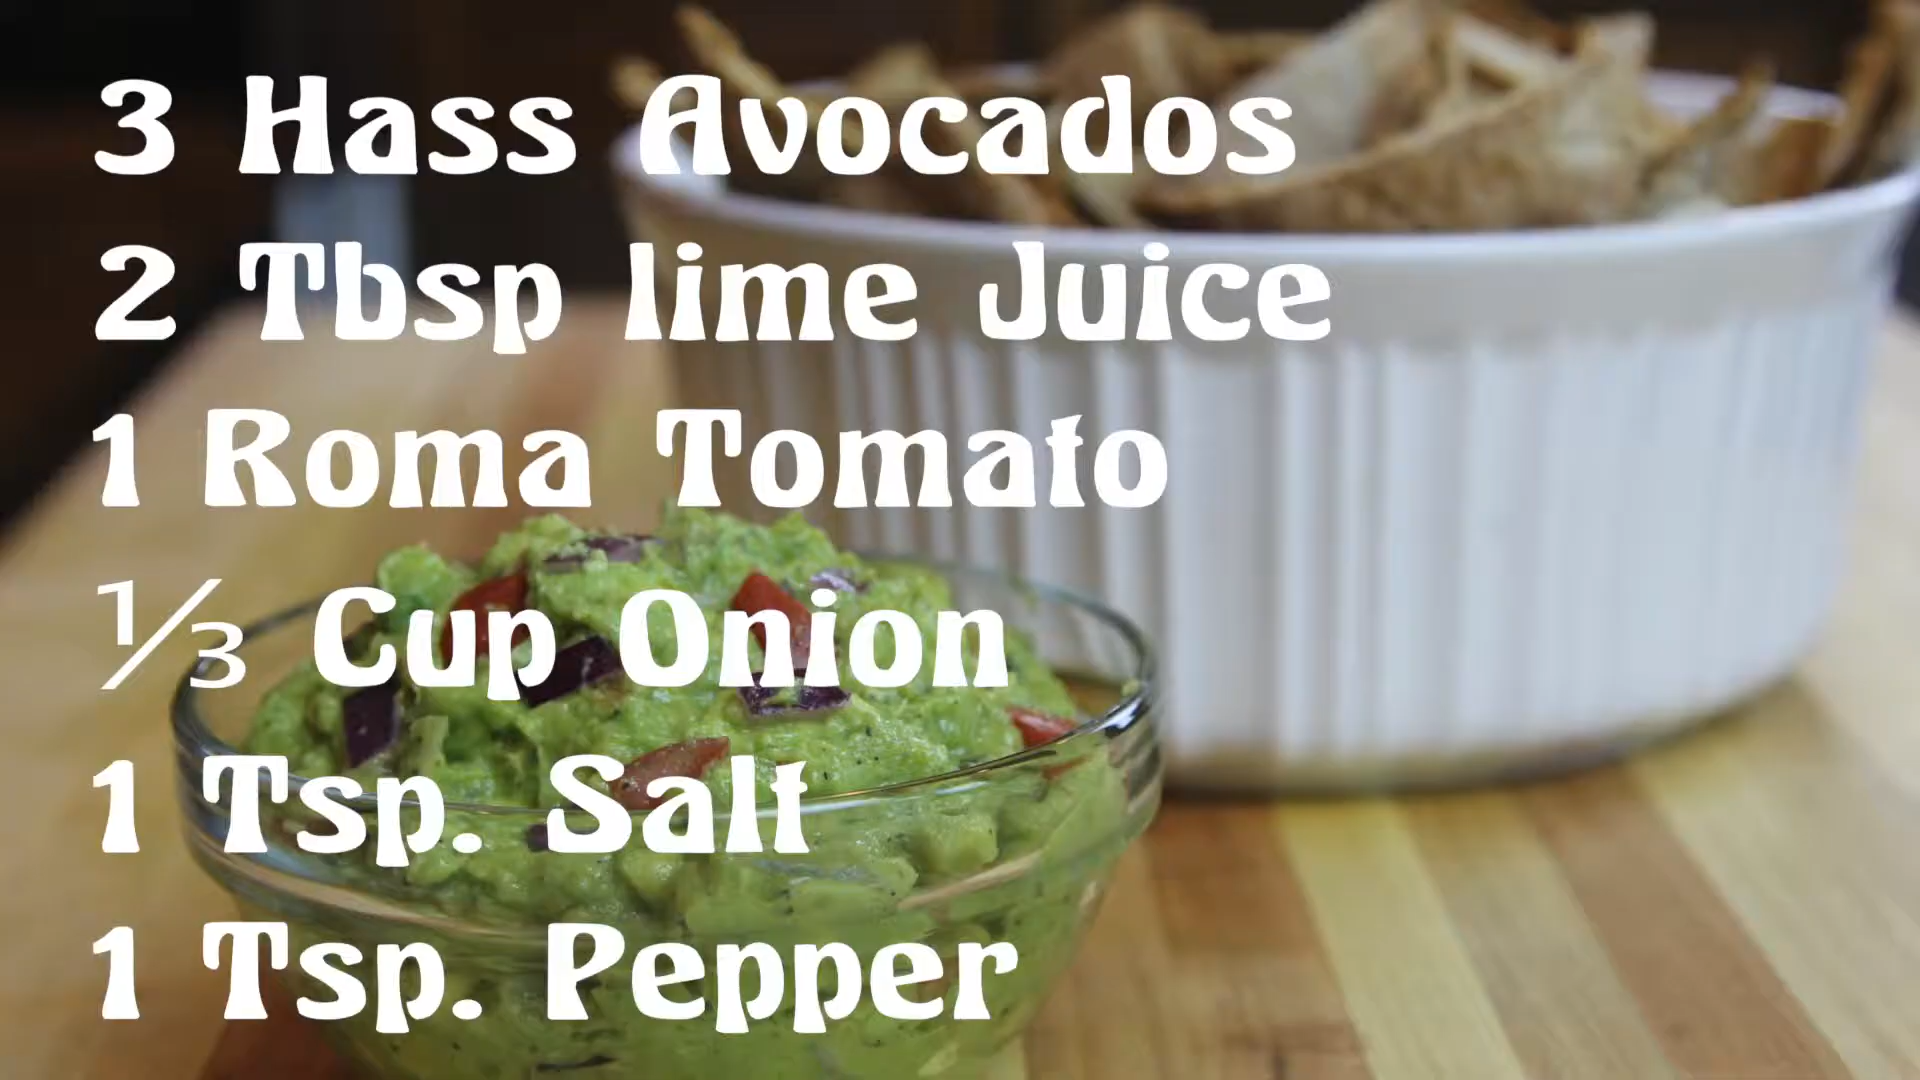 3 Hass Avocados
2 Tbsp lime Juice
1 Roma Tomato
⅓ Cup Onion
1 Tsp. Salt
1 Tsp. Pepper